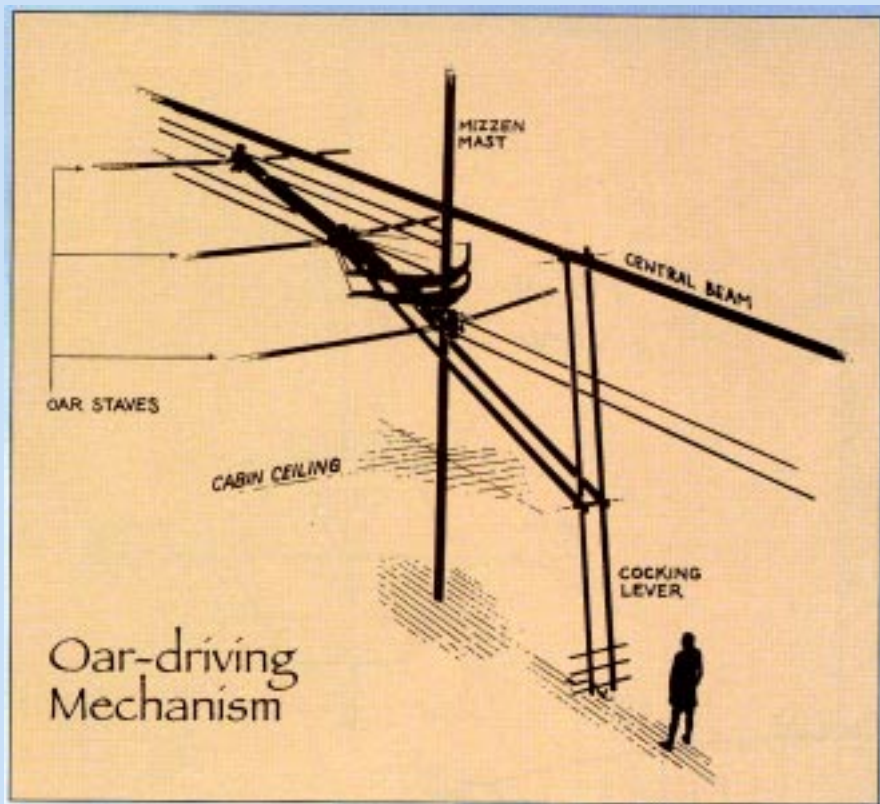 MIZZEN
MAST
CENTRAL BEAM
OAR STAVES
CABIN CEILING
COCKING
LEVER
Oar-driving
Mechanism